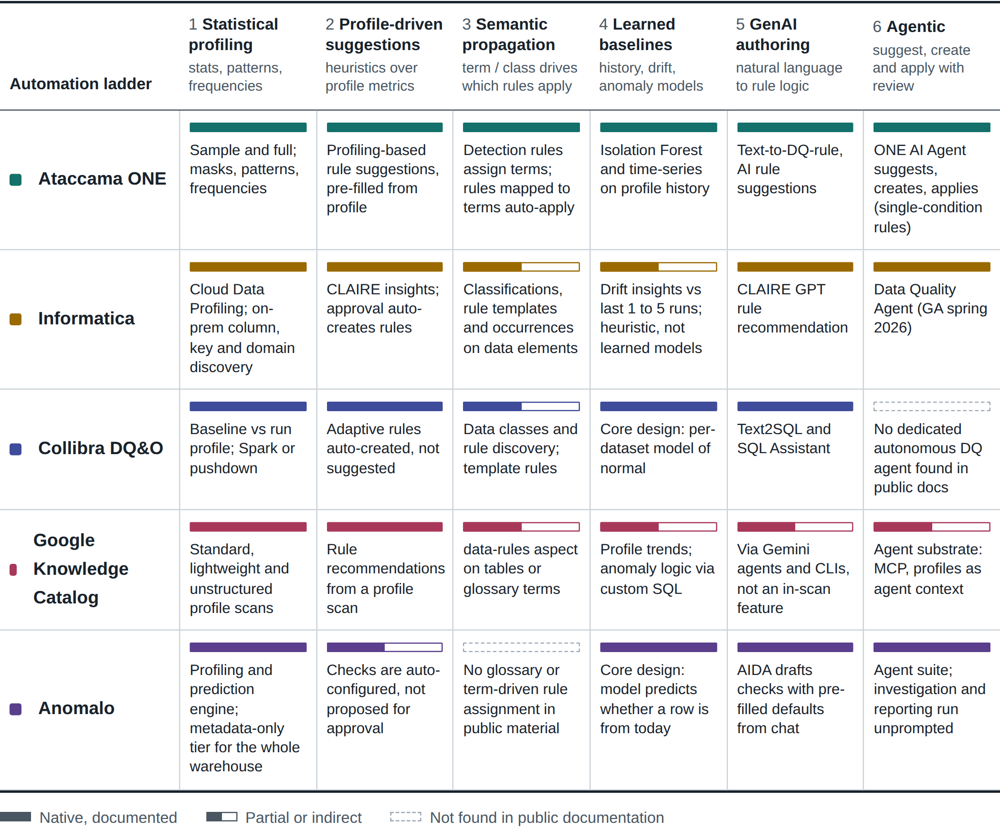 Automation ladder
1 Statistical
profiling
stats, patterns,
frequencies
2 Profile-driven
suggestions
heuristics over
profile metrics
3 Semantic
propagation
term / class drives
which rules apply
4 Learned
baselines
history, drift,
anomaly models
5 GenAI
authoring
natural language
to rule logic
6 Agentic
suggest, create
and apply with
review
Ataccama ONE
Sample and full;
masks, patterns,
frequencies
Profiling-based
rule suggestions,
pre-filled from
profile
Detection rules
assign terms;
rules mapped to
terms auto-apply
Isolation Forest
and time-series
on profile history
Text-to-DQ-rule,
AI rule
suggestions
ONE AI Agent
suggests,
creates, applies
(single-condition
rules)
Informatica
Cloud Data
Profiling; on-
prem column,
key and domain
discovery
CLAIRE insights;
approval auto-
creates rules
Classifications,
rule templates
and occurrences
on data elements
Drift insights vs
last 1 to 5 runs;
heuristic, not
learned models
CLAIRE GPT
rule
recommendation
Data Quality
Agent (GA spring
2026)
Collibra DQ&O
Baseline vs run
profile; Spark or
pushdown
Adaptive rules
auto-created, not
suggested
Data classes and
rule discovery;
template rules
Core design: per-
dataset model of
normal
Text2SQL and
SQL Assistant
No dedicated
autonomous DQ
agent found in
public docs
Google
Knowledge
Catalog
Standard,
lightweight and
unstructured
profile scans
Rule
recommendations
from a profile
scan
data-rules aspect
on tables or
glossary terms
Profile trends;
anomaly logic via
custom SQL
Via Gemini
agents and CLIs,
not an in-scan
feature
Agent substrate:
MCP, profiles as
agent context
Anomalo
Profiling and
prediction
engine;
metadata-only
tier for the whole
warehouse
Checks are auto-
configured, not
proposed for
approval
No glossary or
term-driven rule
assignment in
public material
Core design:
model predicts
whether a row is
from today
AIDA drafts
checks with pre-
filled defaults
from chat
Agent suite;
investigation and
reporting run
unprompted
Native, documented
Partial or indirect
Not found in public documentation